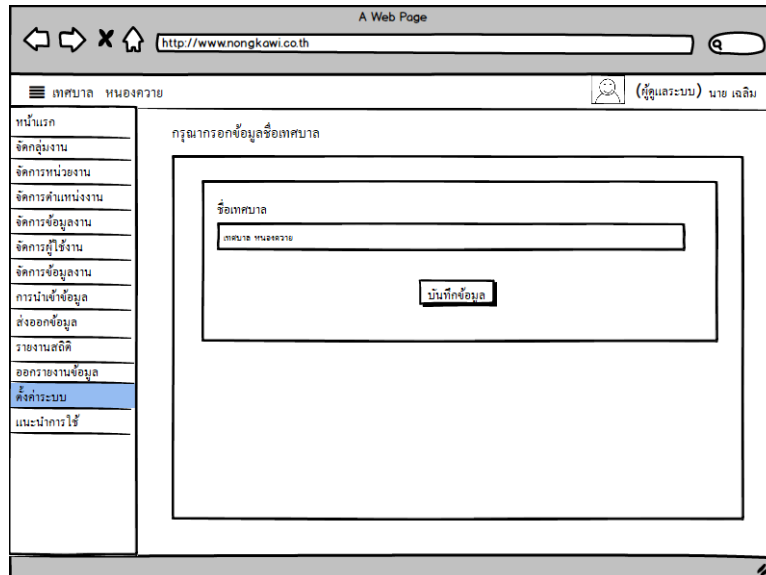 A Web Page
http://www.nongkawi.co.th
เทศบาล หนองควาย
(ผู้ดูแลระบบ) นาย เฉลิม
หน้าแรก
จัดกลุ่มงาน
จัดการหน่วยงาน
จัดการตำแหน่งงาน
จัดการข้อมูลงาน
จัดการผู้ใช้งาน
จัดการข้อมูลงาน
การนำเข้าข้อมูล
ส่งออกข้อมูล
รายงานสถิติ
ออกรายงานข้อมูล
ตั้งค่าระบบ
แนะนำการใช้
กรุณากรอกข้อมูลชื่อเทศบาล
ชื่อเทศบาล
เทศบาล หนองควาย
บันทึกข้อมูล